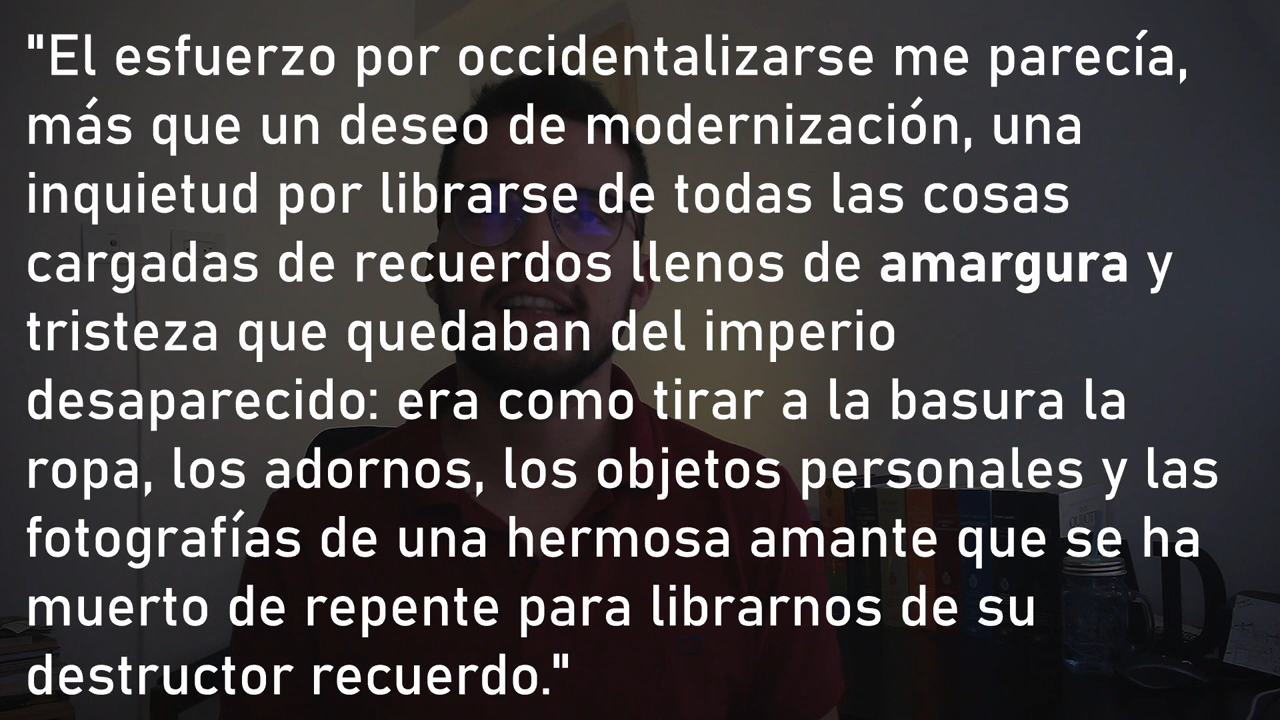 "El esfuerzo por occidentalizarse me parecía,
más que un deseo de modernización, una
inquietud por librarse de todas las cosas
cargadas de recuerdos llenos de amargura y
tristeza que quedaban del imperio
desaparecido: era como tirar a la basura la
ropa, los adornos, los objetos personales y las
fotografías de una hermosa amante que se ha
muerto de repente para librarnos de su
destructor recuerdo."